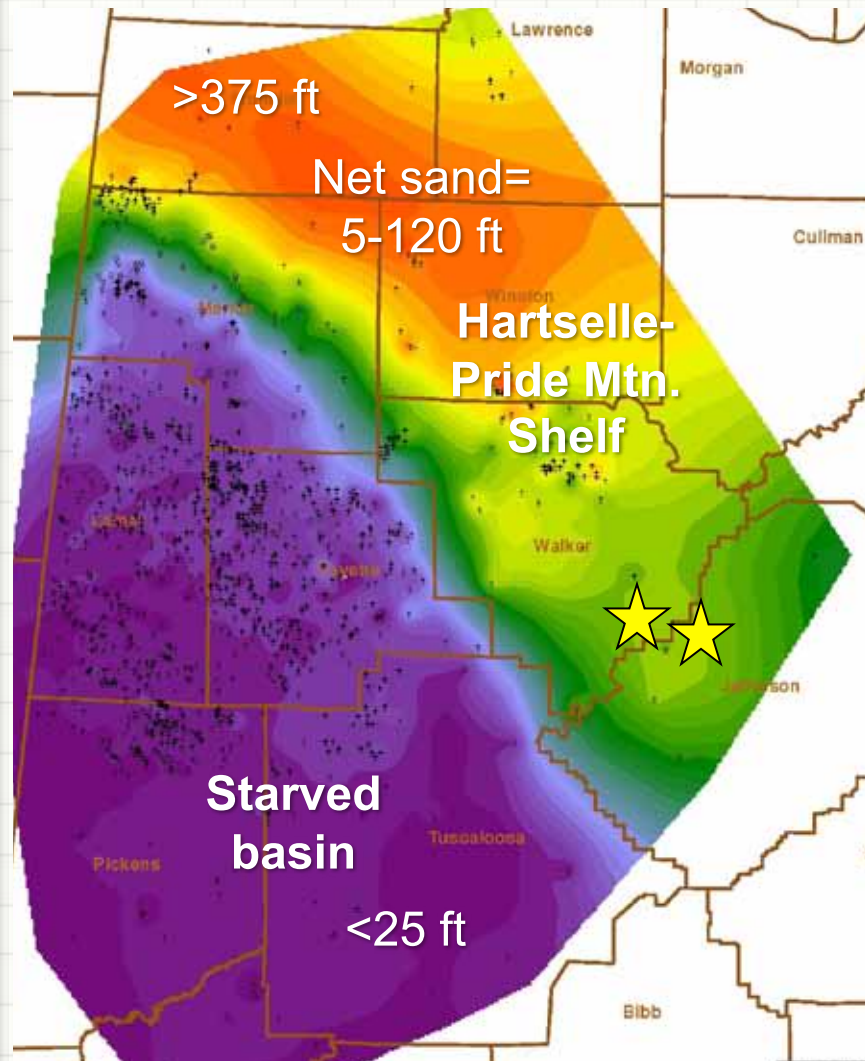 Lawrence
Morgan
>375 ft
Net sand=
5-120 ft
Cullman
Winston
Marion
Hartselle-
Pride Mtn.
Shelf
Lamar
Walker
Fayette
Jefferson
Starved
basin
Tuscaloosa
Pickens
<25 ft
Bibb